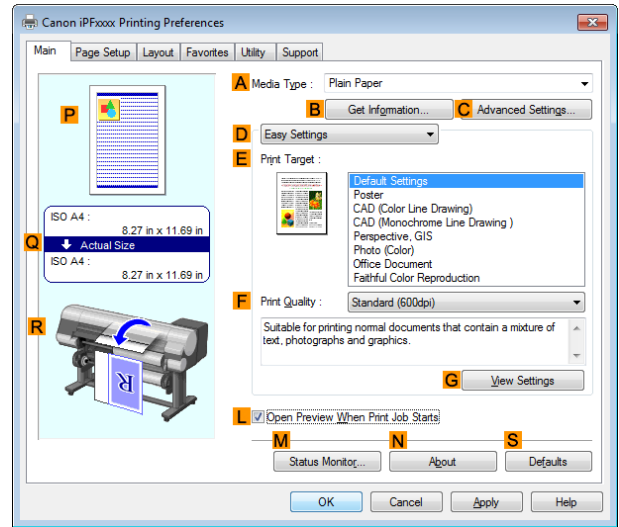 Canon iPFxxxx Printing Preferences
Main Page Setup Layout Favorites Utility Support
P
ISO A4 :
8.27 in x 11.69 in
Q Actual Size
ISO A4 :
8.27 in x 11.69 in
R
R
A Media Type : Plain Paper
B Get Information... C Advanced Settings...
D Easy Settings
E Print Target :
Default Settings
Poster
CAD (Color Line Drawing)
CAD (Monochrome Line Drawing )
Perspective, GIS
Photo (Color)
Office Document
Faithful Color Reproduction
F Print Quality : Standard (600dpi)
Suitable for printing normal documents that contain a mixture of
text, photographs and graphics.
G View Settings
L Open Preview When Print Job Starts
M N S
Status Monitor... About Defaults
OK Cancel Apply Help